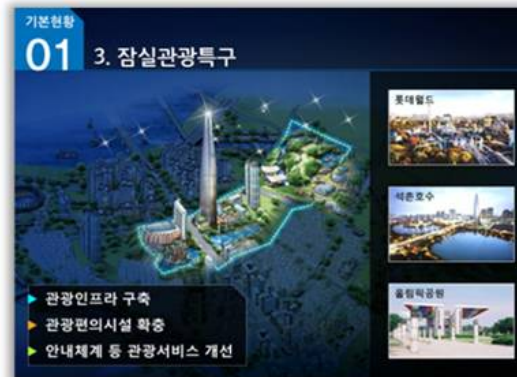 기본현황
01
3. 잠실관광특구
롯데월드
석촌호수
올림픽공원
관광인프라 구축
관광편의시설 확충
안내체계 등 관광서비스 개선